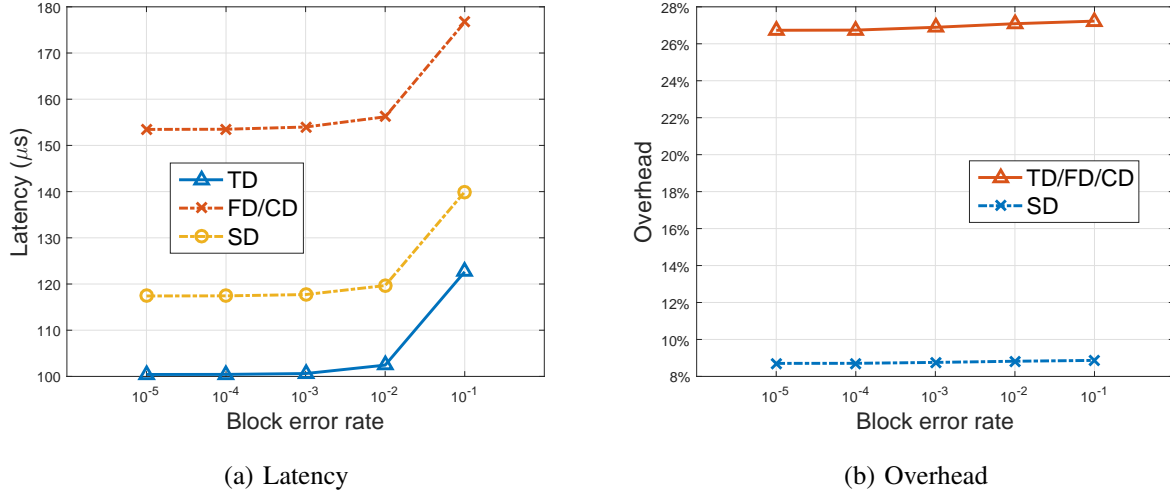 180
170
160
150
140
130
120
110
100
Latency (μs)
TD
FD/CD
SD
10-5
10-4
10-3
10-2
10-1
Block error rate
(a) Latency
28%
26%
24%
22%
20%
18%
16%
14%
12%
10%
8%
Overhead
TD/FD/CD
SD
10-5
10-4
10-3
10-2
10-1
Block error rate
(b) Overhead